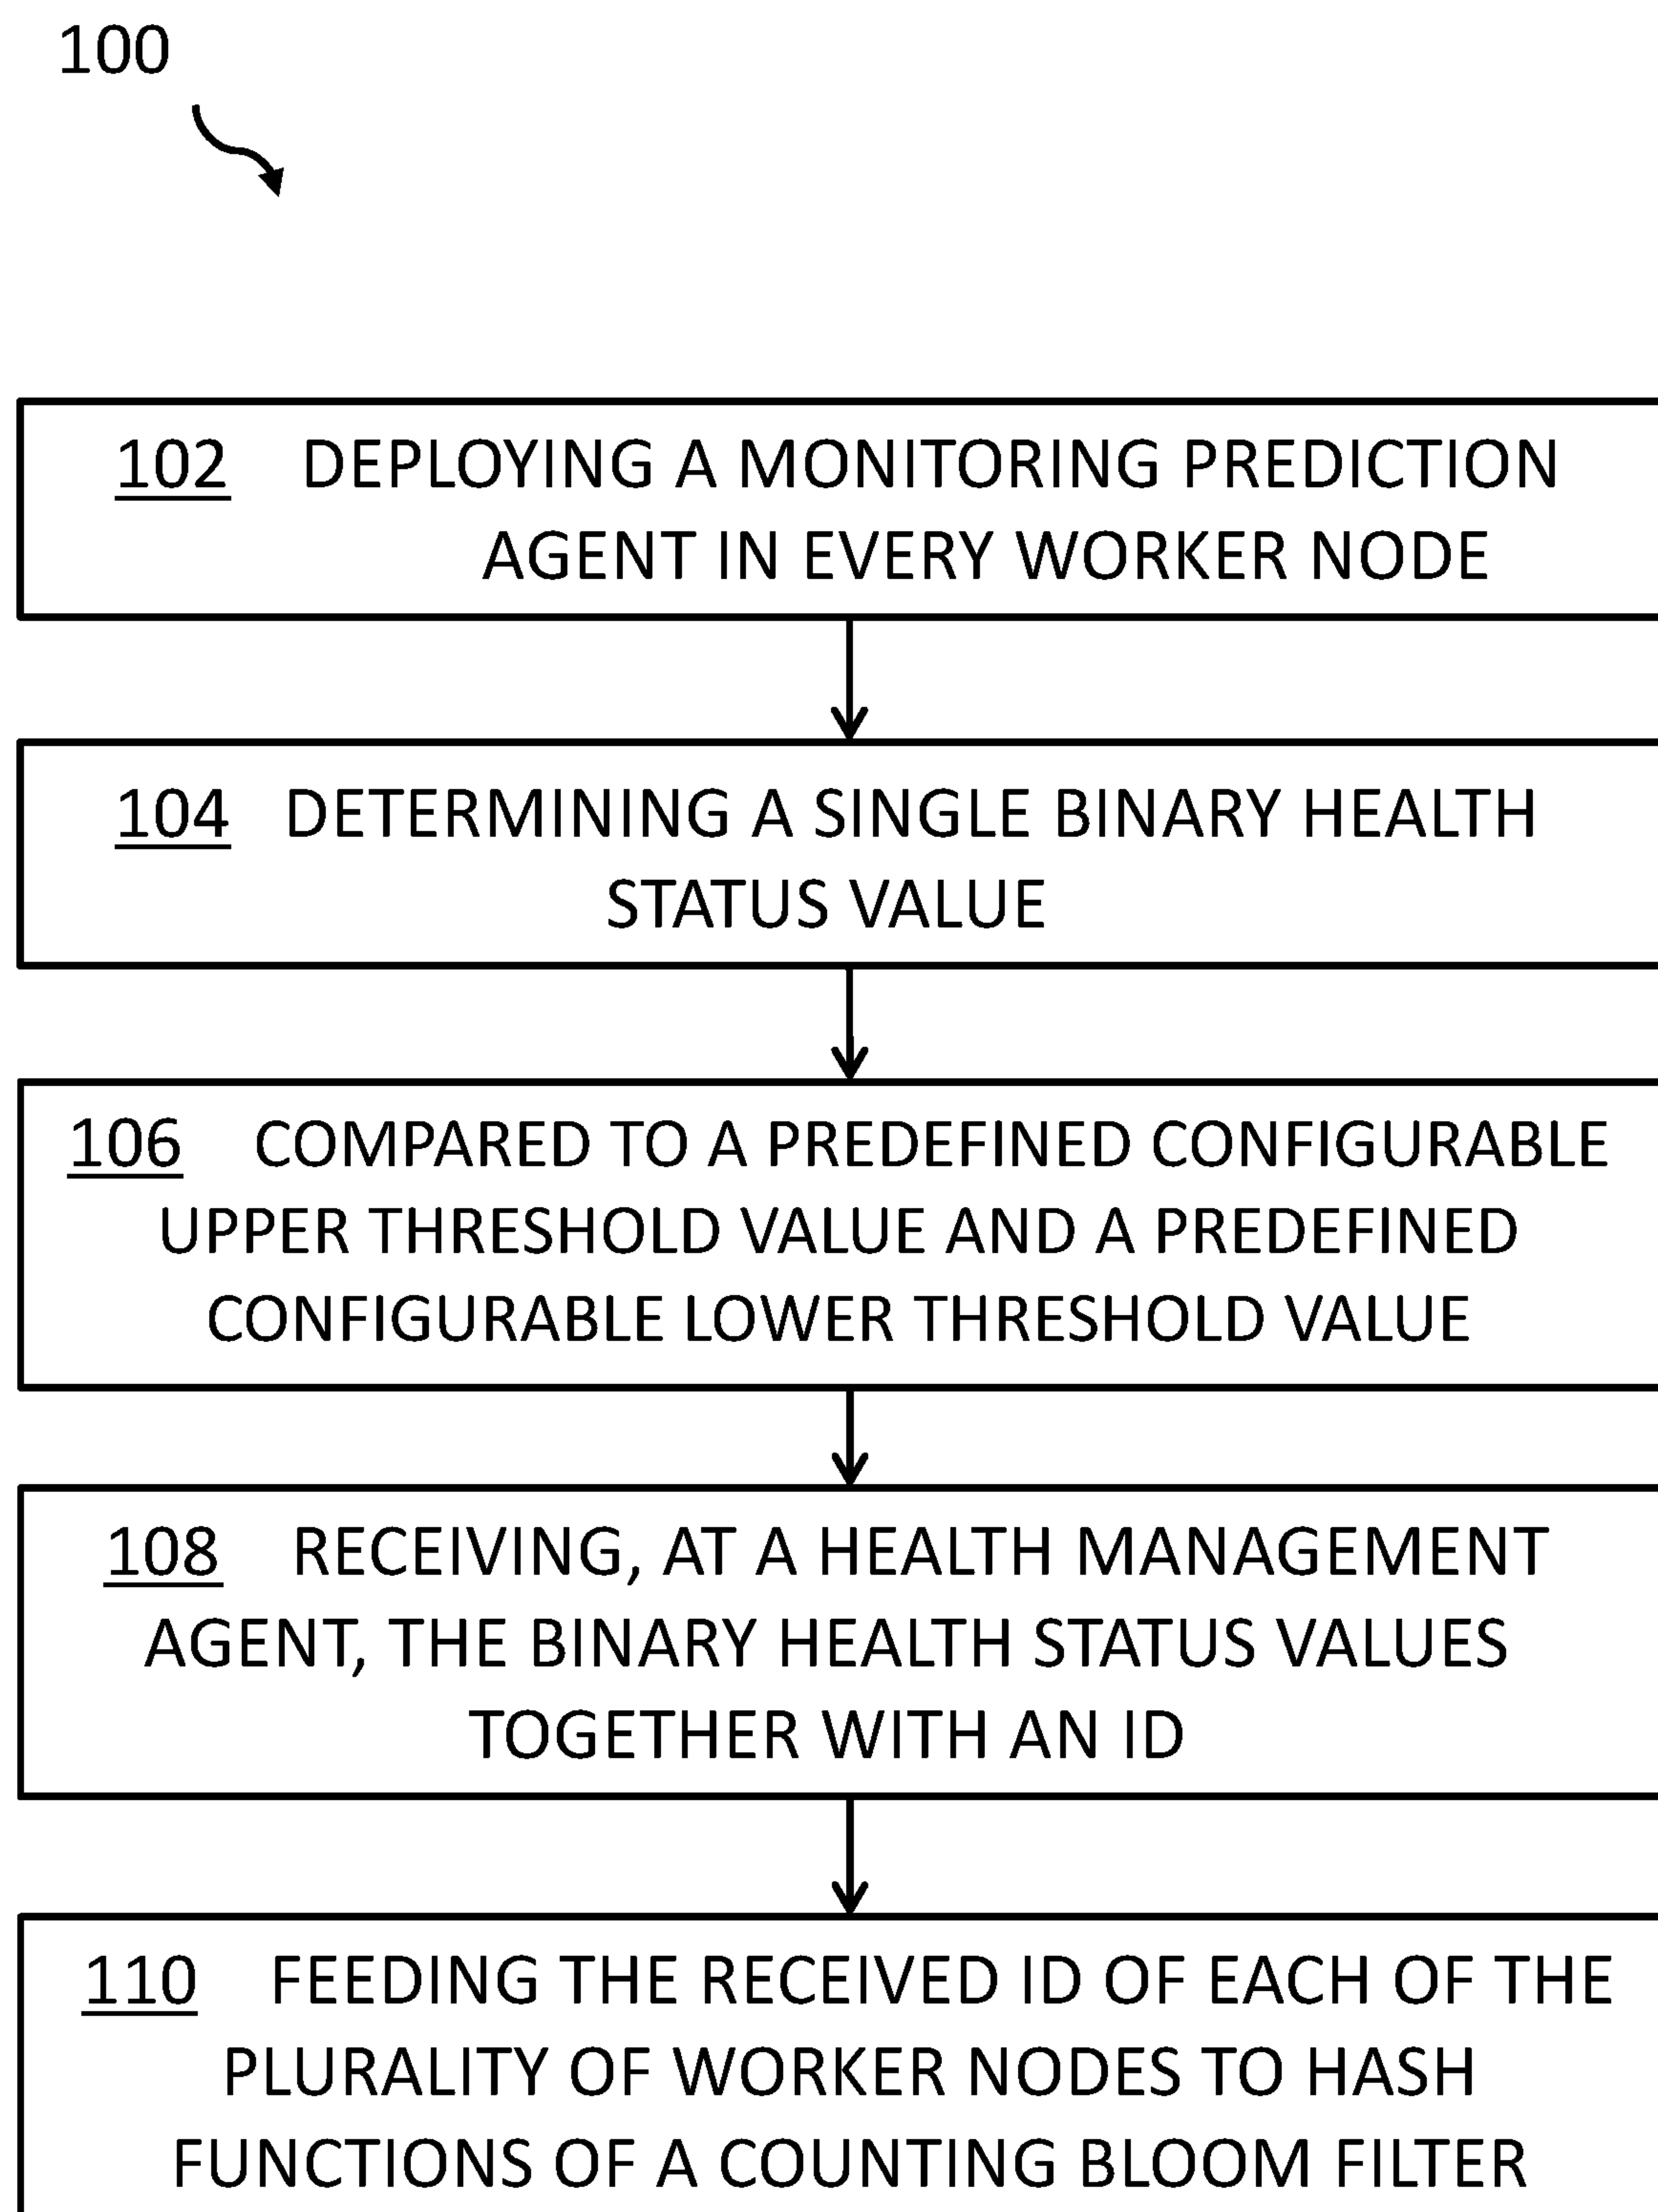 100
102 DEPLOYING A MONITORING PREDICTION
AGENT IN EVERY WORKER NODE
104 DETERMINING A SINGLE BINARY HEALTH
STATUS VALUE
106 COMPARED TO A PREDEFINED CONFIGURABLE
UPPER THRESHOLD VALUE AND A PREDEFINED
CONFIGURABLE LOWER THRESHOLD VALUE
108 RECEIVING, AT A HEALTH MANAGEMENT
AGENT, THE BINARY HEALTH STATUS VALUES
TOGETHER WITH AN ID
110 FEEDING THE RECEIVED ID OF EACH OF THE
PLURALITY OF WORKER NODES TO HASH
FUNCTIONS OF A COUNTING BLOOM FILTER